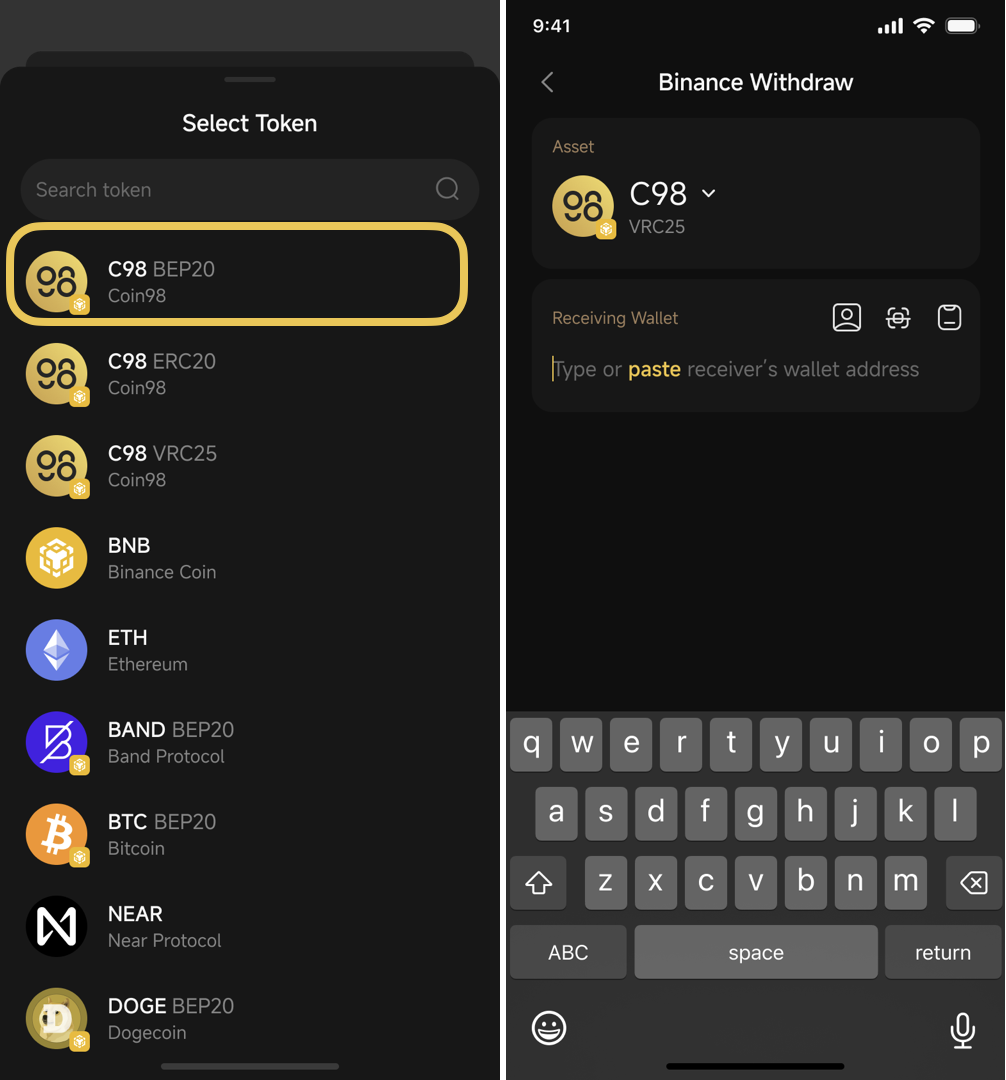 Select Token
Search token
C98 BEP20
Coin98
C98 ERC20
Coin98
C98 VRC25
Coin98
BNB
Binance Coin
ETH
Ethereum
BAND BEP20
Band Protocol
BTC BEP20
Bitcoin
NEAR
Near Protocol
DOGE BEP20
Dogecoin
9:41
Binance Withdraw
Asset
C98
VRC25
Receiving Wallet
Type or paste receiver's wallet address
q w e r t y u i o p
a s d f g h j k l
z x c v b n m
ABC space return